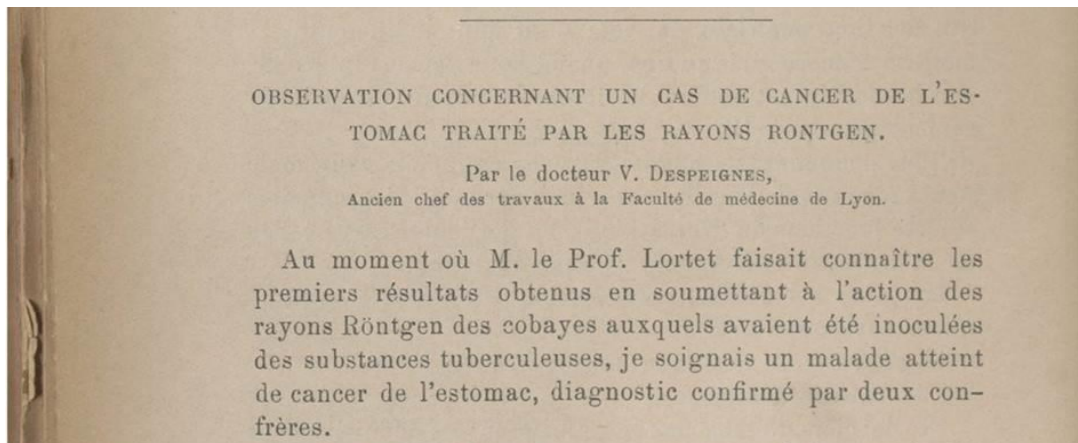 OBSERVATION CONCERNANT UN CAS DE CANCER DE L'ES-
TOMAC TRAITÉ PAR LES RAYONS RONTGEN.
Par le docteur V. DESPEIGNES,
Ancien chef des travaux à la Faculté de médecine de Lyon.
Au moment où M. le Prof. Lortet faisait connaître les
premiers résultats obtenus en soumettant à l'action des
rayons Röntgen des cobayes auxquels avaient été inoculées
des substances tuberculeuses, je soignais un malade atteint
de cancer de l'estomac, diagnostic confirmé par deux con-
frères.